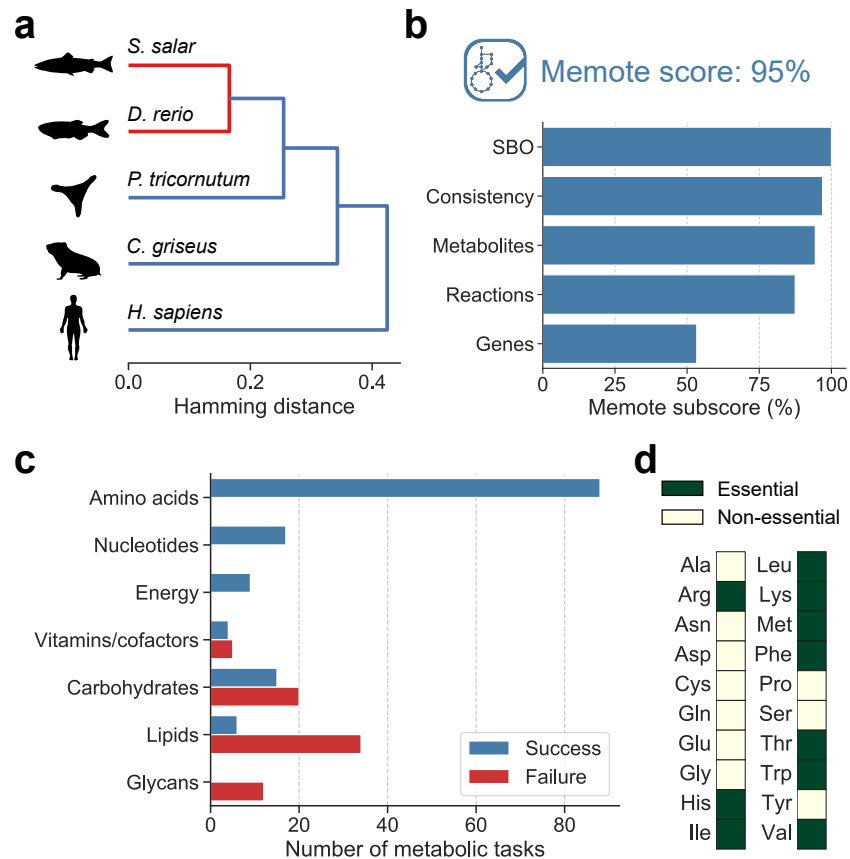 a
S. salar
D. rerio
P. tricornutum
C. griseus
H. sapiens
0.0 0.2 0.4
Hamming distance
b
Memote score: 95%
SBO
Consistency
Metabolites
Reactions
Genes
0 25 50 75 100
Memote subscore (%)
c
Amino acids
Nucleotides
Energy
Vitamins/cofactors
Carbohydrates
Lipids
Glycans
Success
Failure
0 20 40 60 80
Number of metabolic tasks
d
Essential
Non-essential
Ala Leu
Arg Lys
Asn Met
Asp Phe
Cys Pro
Gln Ser
Glu Thr
Gly Trp
His Tyr
Ile Val